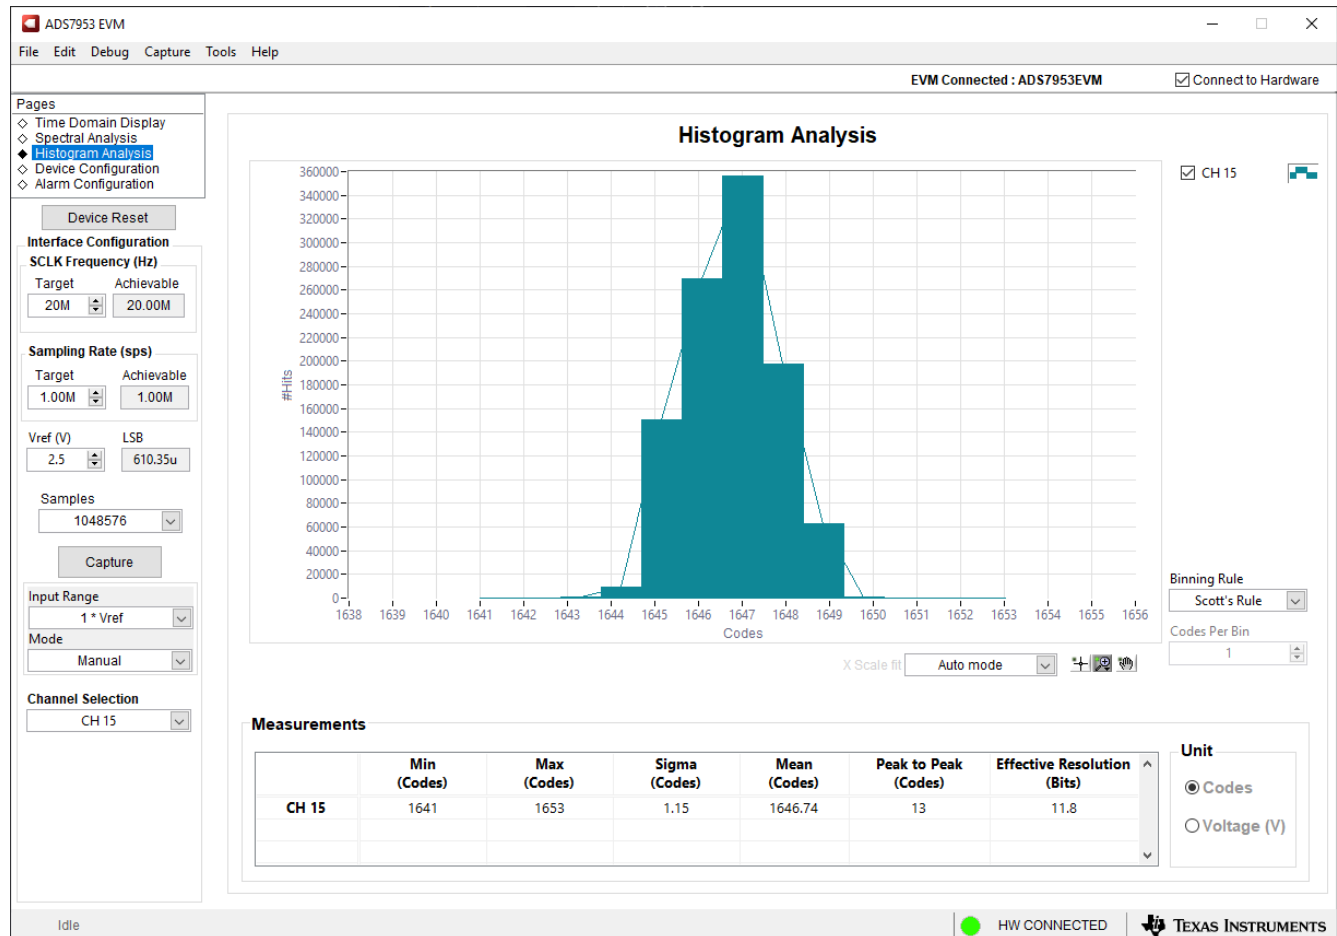 ADS7953 EVM
File Edit Debug Capture Tools Help
EVM Connected : ADS7953EVM Connect to Hardware
Pages
Time Domain Display
Spectral Analysis
Histogram Analysis
Device Configuration
Alarm Configuration
Device Reset
Interface Configuration
SCLK Frequency (Hz)
Target Achievable
20M 20.00M
Sampling Rate (sps)
Target Achievable
1.00M 1.00M
Vref (V) LSB
2.5 610.35u
Samples
1048576
Capture
Input Range
1 * Vref
Mode
Manual
Channel Selection
CH 15
Histogram Analysis
CH 15
360000
340000
320000
300000
280000
260000
240000
220000
200000
180000
160000
140000
120000
100000
80000
60000
40000
20000
0
#Hits
1638 1639 1640 1641 1642 1643 1644 1645 1646 1647 1648 1649 1650 1651 1652 1653 1654 1655 1656
Codes
Binning Rule
Scott's Rule
Codes Per Bin
1
X Scale fit Auto mode
Measurements
Min (Codes) Max (Codes) Sigma (Codes) Mean (Codes) Peak to Peak (Codes) Effective Resolution (Bits)
CH 15 1641 1653 1.15 1646.74 13 11.8
Unit
Codes
Voltage (V)
Idle HW CONNECTED TEXAS INSTRUMENTS